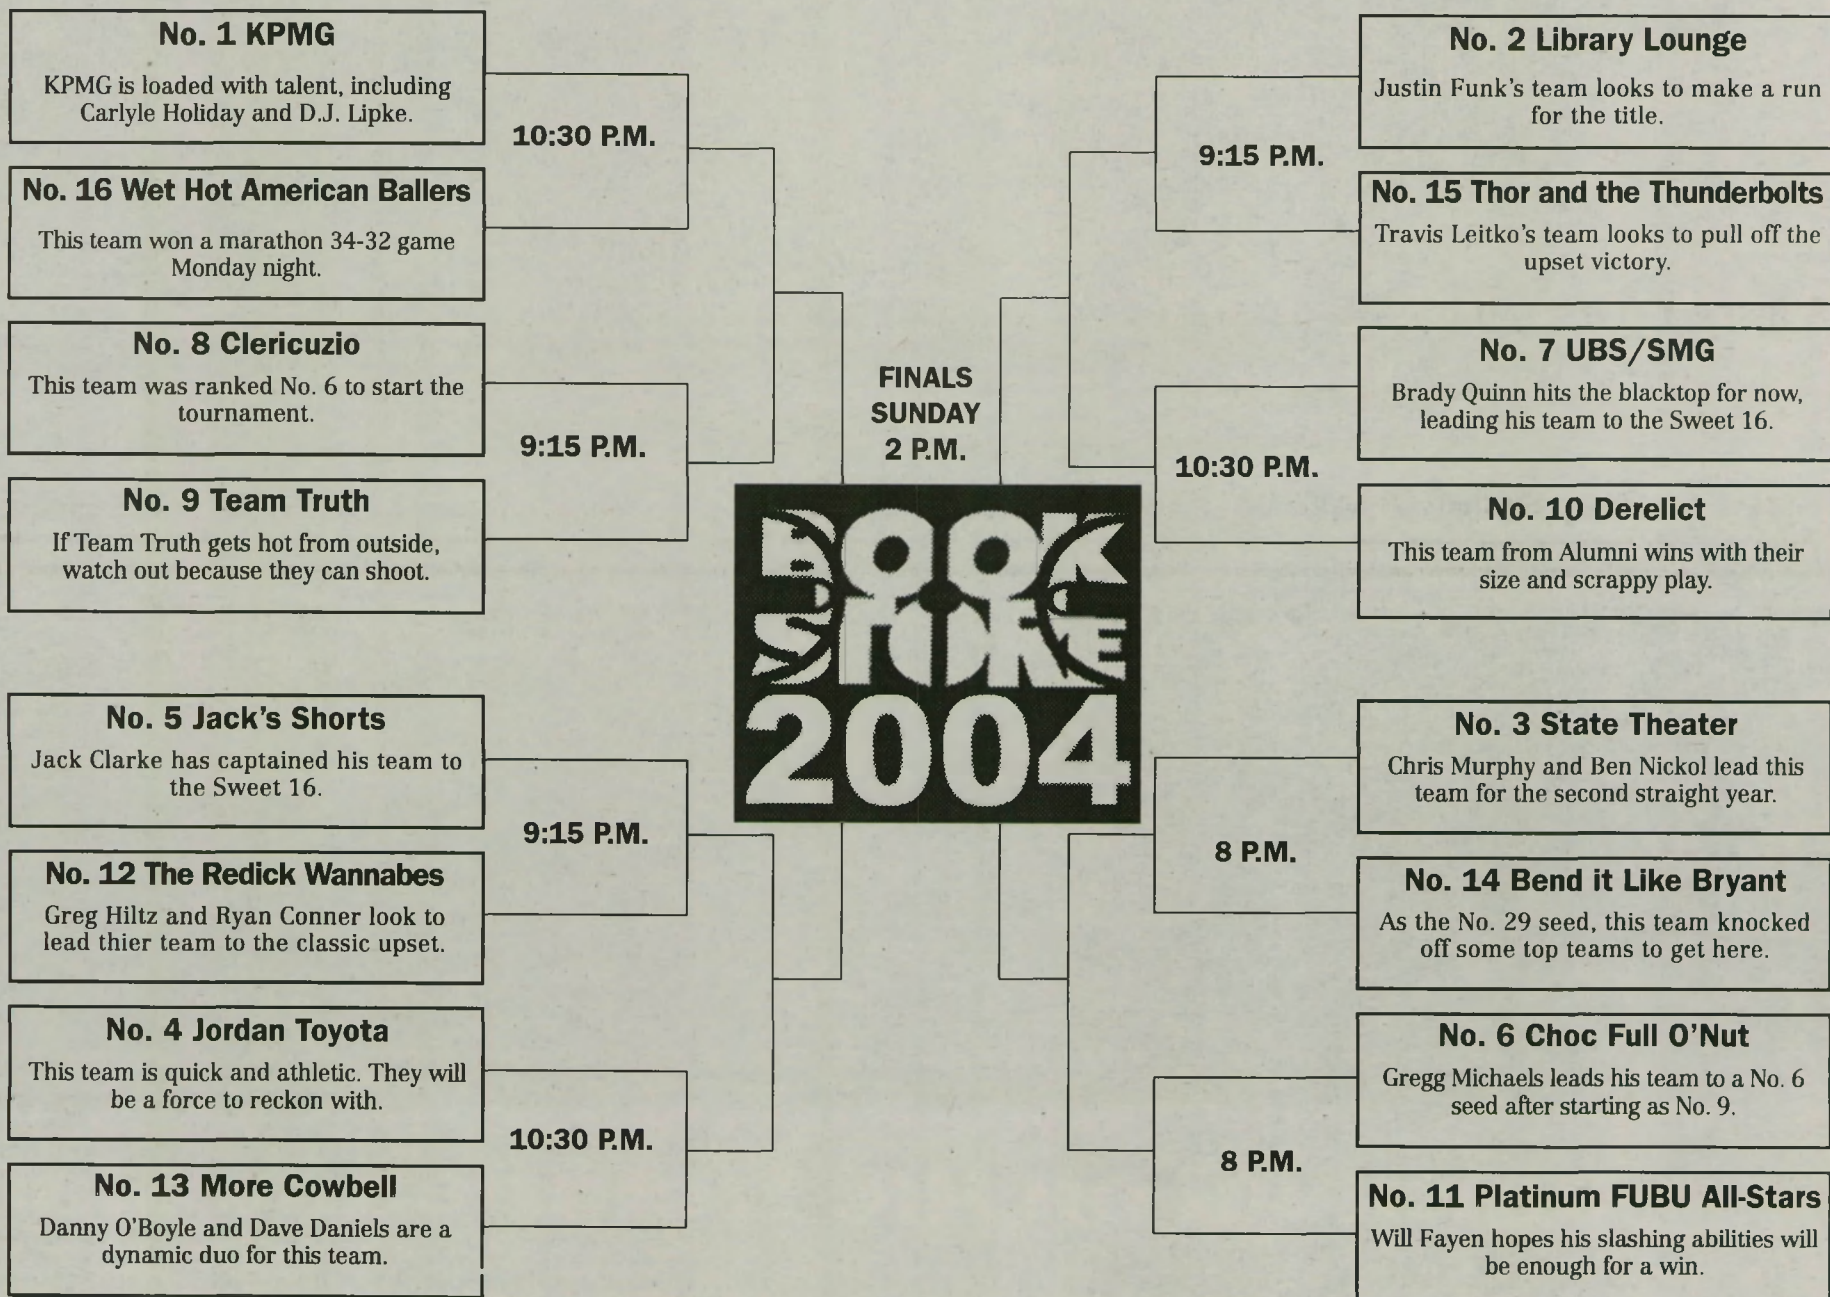 No. 1 KPMG
KPMG is loaded with talent, including
Carlyle Holiday and D.J. Lipke.
10:30 P.M.
No. 16 Wet Hot American Ballers
This team won a marathon 34-32 game
Monday night.
No. 8 Clericuzio
This team was ranked No. 6 to start the
tournament.
9:15 P.M.
No. 9 Team Truth
If Team Truth gets hot from outside,
watch out because they can shoot.
No. 5 Jack's Shorts
Jack Clarke has captained his team to
the Sweet 16.
9:15 P.M.
No. 12 The Redick Wannabes
Greg Hiltz and Ryan Conner look to
lead thier team to the classic upset.
No. 4 Jordan Toyota
This team is quick and athletic. They will
be a force to reckon with.
10:30 P.M.
No. 13 More Cowbell
Danny O'Boyle and Dave Daniels are a
dynamic duo for this team.
FINALS
SUNDAY
2 P.M.
BOOK
STORE
2004
No. 2 Library Lounge
Justin Funk's team looks to make a run
for the title.
9:15 P.M.
No. 15 Thor and the Thunderbolts
Travis Leitko's team looks to pull off the
upset victory.
No. 7 UBS/SMG
Brady Quinn hits the blacktop for now,
leading his team to the Sweet 16.
10:30 P.M.
No. 10 Derelict
This team from Alumni wins with their
size and scrappy play.
No. 3 State Theater
Chris Murphy and Ben Nickol lead this
team for the second straight year.
8 P.M.
No. 14 Bend it Like Bryant
As the No. 29 seed, this team knocked
off some top teams to get here.
No. 6 Choc Full O'Nut
Gregg Michaels leads his team to a No. 6
seed after starting as No. 9.
8 P.M.
No. 11 Platinum FUBU All-Stars
Will Fayen hopes his slashing abilities will
be enough for a win.